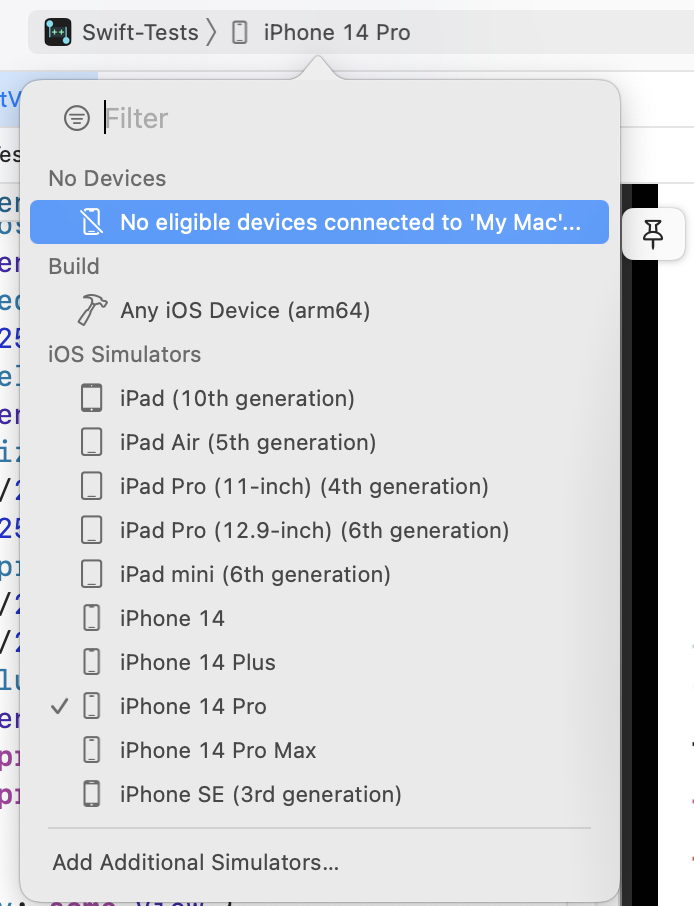 Swift-Tests
iPhone 14 Pro
Filter
No Devices
No eligible devices connected to 'My Mac'...
Build
Any iOS Device (arm64)
iOS Simulators
iPad (10th generation)
iPad Air (5th generation)
iPad Pro (11-inch) (4th generation)
iPad Pro (12.9-inch) (6th generation)
iPad mini (6th generation)
iPhone 14
iPhone 14 Plus
iPhone 14 Pro
iPhone 14 Pro Max
iPhone SE (3rd generation)
Add Additional Simulators...